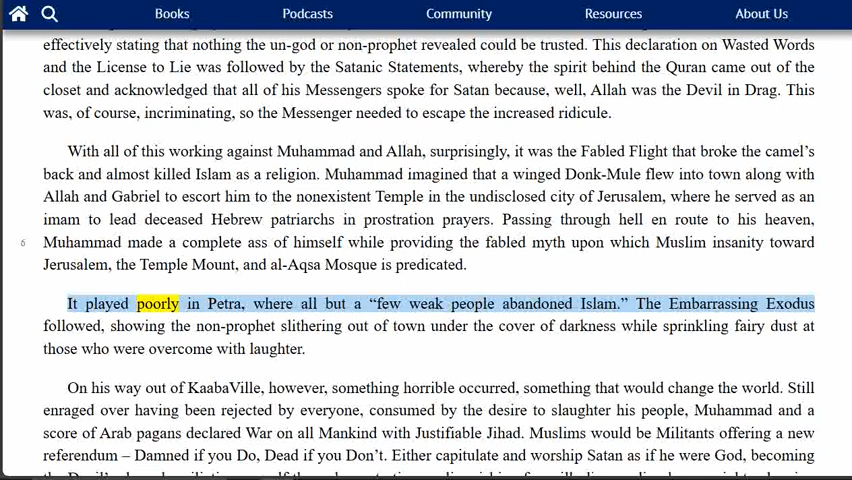 Books Podcasts Community Resources About Us
effectively stating that nothing the un-god or non-prophet revealed could be trusted. This declaration on Wasted Words
and the License to Lie was followed by the Satanic Statements, whereby the spirit behind the Quran came out of the
closet and acknowledged that all of his Messengers spoke for Satan because, well, Allah was the Devil in Drag. This
was, of course, incriminating, so the Messenger needed to escape the increased ridicule.
With all of this working against Muhammad and Allah, surprisingly, it was the Fabled Flight that broke the camel’s
back and almost killed Islam as a religion. Muhammad imagined that a winged Donk-Mule flew into town along with
Allah and Gabriel to escort him to the nonexistent Temple in the undisclosed city of Jerusalem, where he served as an
imam to lead deceased Hebrew patriarchs in prostration prayers. Passing through hell en route to his heaven,
6 Muhammad made a complete ass of himself while providing the fabled myth upon which Muslim insanity toward
Jerusalem, the Temple Mount, and al-Aqsa Mosque is predicated.
It played poorly in Petra, where all but a “few weak people abandoned Islam.” The Embarrassing Exodus
followed, showing the non-prophet slithering out of town under the cover of darkness while sprinkling fairy dust at
those who were overcome with laughter.
On his way out of KaabaVille, however, something horrible occurred, something that would change the world. Still
enraged over having been rejected by everyone, consumed by the desire to slaughter his people, Muhammad and a
score of Arab pagans declared War on all Mankind with Justifiable Jihad. Muslims would be Militants offering a new
referendum – Damned if you Do, Dead if you Don’t. Either capitulate and worship Satan as if he were God, becoming